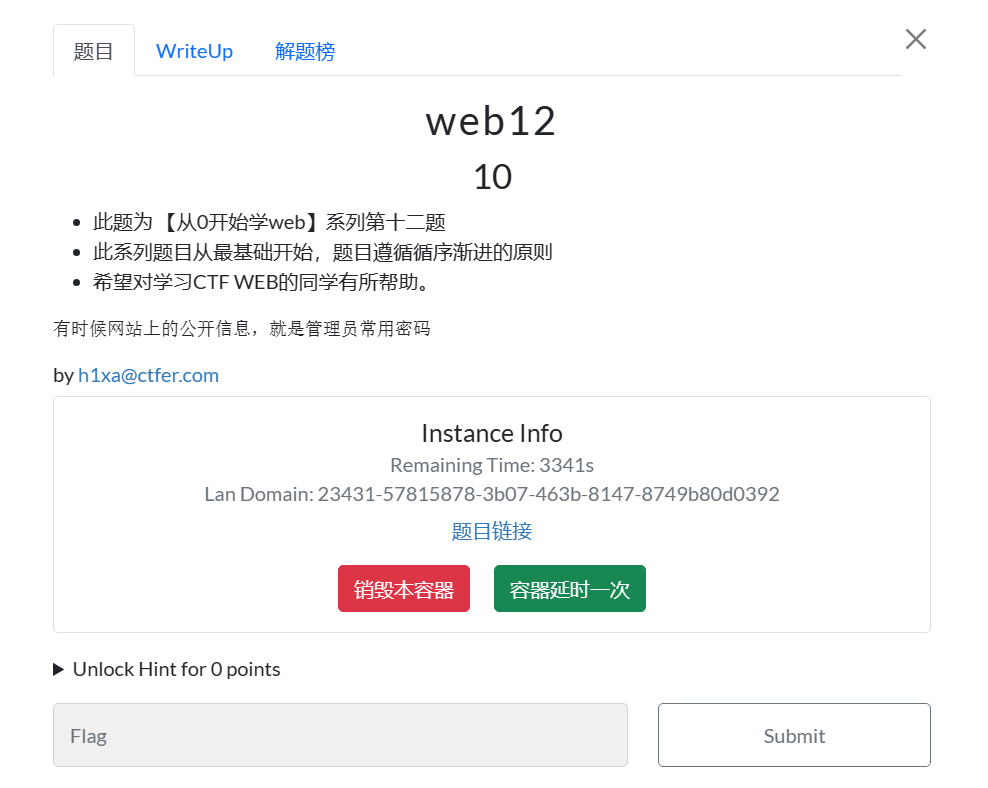 题目 WriteUp 解题榜
web12
10
此题为 【从0开始学web】系列第十二题
此系列题目从最基础开始，题目遵循循序渐进的原则
希望对学习CTF WEB的同学有所帮助。
有时候网站上的公开信息，就是管理员常用密码
by h1xa@ctfer.com
Instance Info
Remaining Time: 3341s
Lan Domain: 23431-57815878-3b07-463b-8147-8749b80d0392
题目链接
销毁本容器 容器延时一次
Unlock Hint for 0 points
Flag Submit